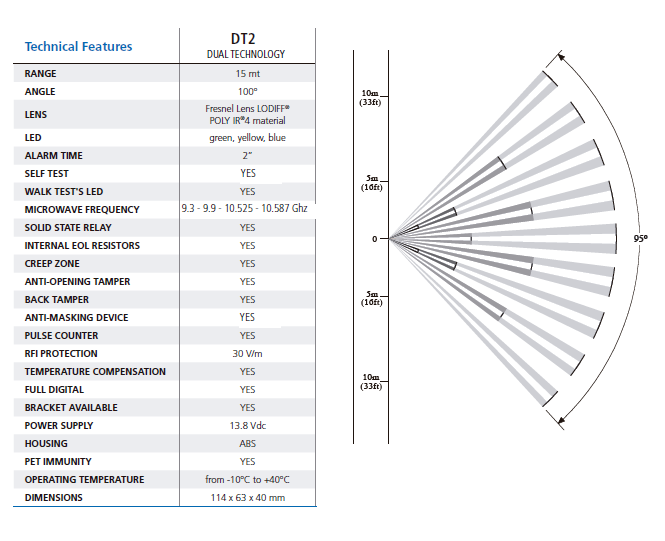 Technical Features
DT2
DUAL TECHNOLOGY
RANGE 15 mt
ANGLE 100°
LENS Fresnel Lens LODIFF®
POLY IR®4 material
LED green, yellow, blue
ALARM TIME 2”
SELF TEST YES
WALK TEST'S LED YES
MICROWAVE FREQUENCY 9.3 - 9.9 - 10.525 - 10.587 Ghz
SOLID STATE RELAY YES
INTERNAL EOL RESISTORS YES
CREEP ZONE YES
ANTI-OPENING TAMPER YES
BACK TAMPER YES
ANTI-MASKING DEVICE YES
PULSE COUNTER YES
RFI PROTECTION 30 V/m
TEMPERATURE COMPENSATION YES
FULL DIGITAL YES
BRACKET AVAILABLE YES
POWER SUPPLY 13.8 Vdc
HOUSING ABS
PET IMMUNITY YES
OPERATING TEMPERATURE from -10°C to +40°C
DIMENSIONS 114 x 63 x 40 mm
10m
(33ft)
5m
(16ft)
0
95°
5m
(16ft)
10m
(33ft)